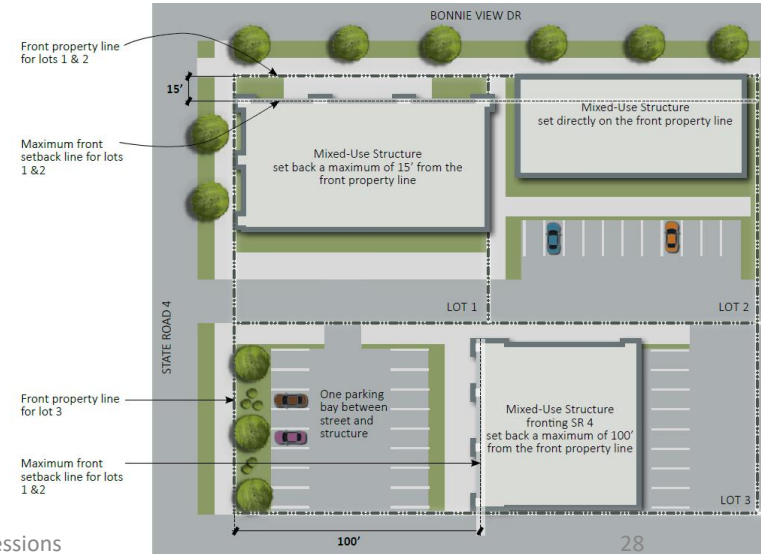 BONNIE VIEW DR
Front property line
for lots 1 & 2
15'
Maximum front
setback line for lots
1 &2
Mixed-Use Structure
set back a maximum of 15' from the
front property line
Mixed-Use Structure
set directly on the front property line
LOT 1
LOT 2
STATE ROAD 4
Front property line
for lot 3
Maximum front
setback line for lots
1 &2
One parking
bay between
street and
structure
Mixed-Use Structure
fronting SR 4
set back a maximum of 100'
from the front property line
LOT 3
100'
essions
28